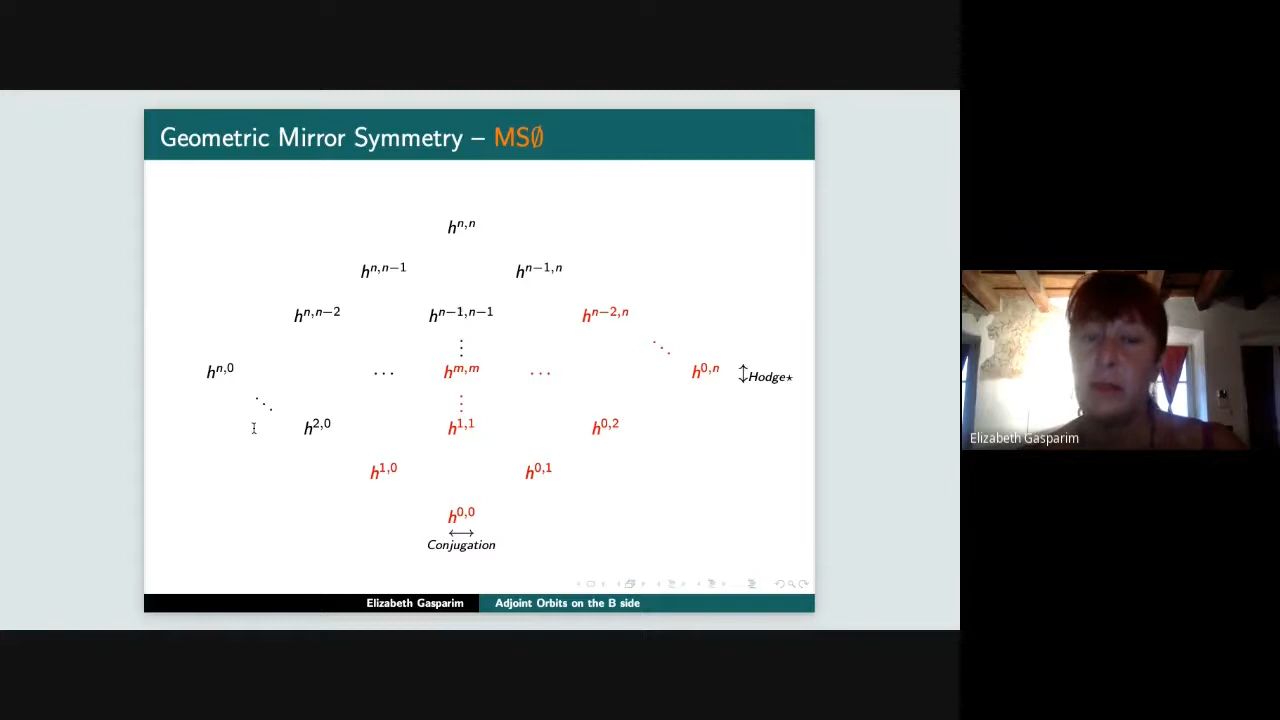 Geometric Mirror Symmetry – MS∅
h^{n,n}
h^{n,n−1} h^{n−1,n}
h^{n,n−2} h^{n−1,n−1} h^{n−2,n}
⋮ ⋱
h^{n,0} ··· h^{m,m} ··· h^{0,n} ↕Hodge⋆
⋱ ⋮
h^{2,0} h^{1,1} h^{0,2}
h^{1,0} h^{0,1}
h^{0,0}
↔
Conjugation
Elizabeth Gasparim Adjoint Orbits on the B side
Elizabeth Gasparim